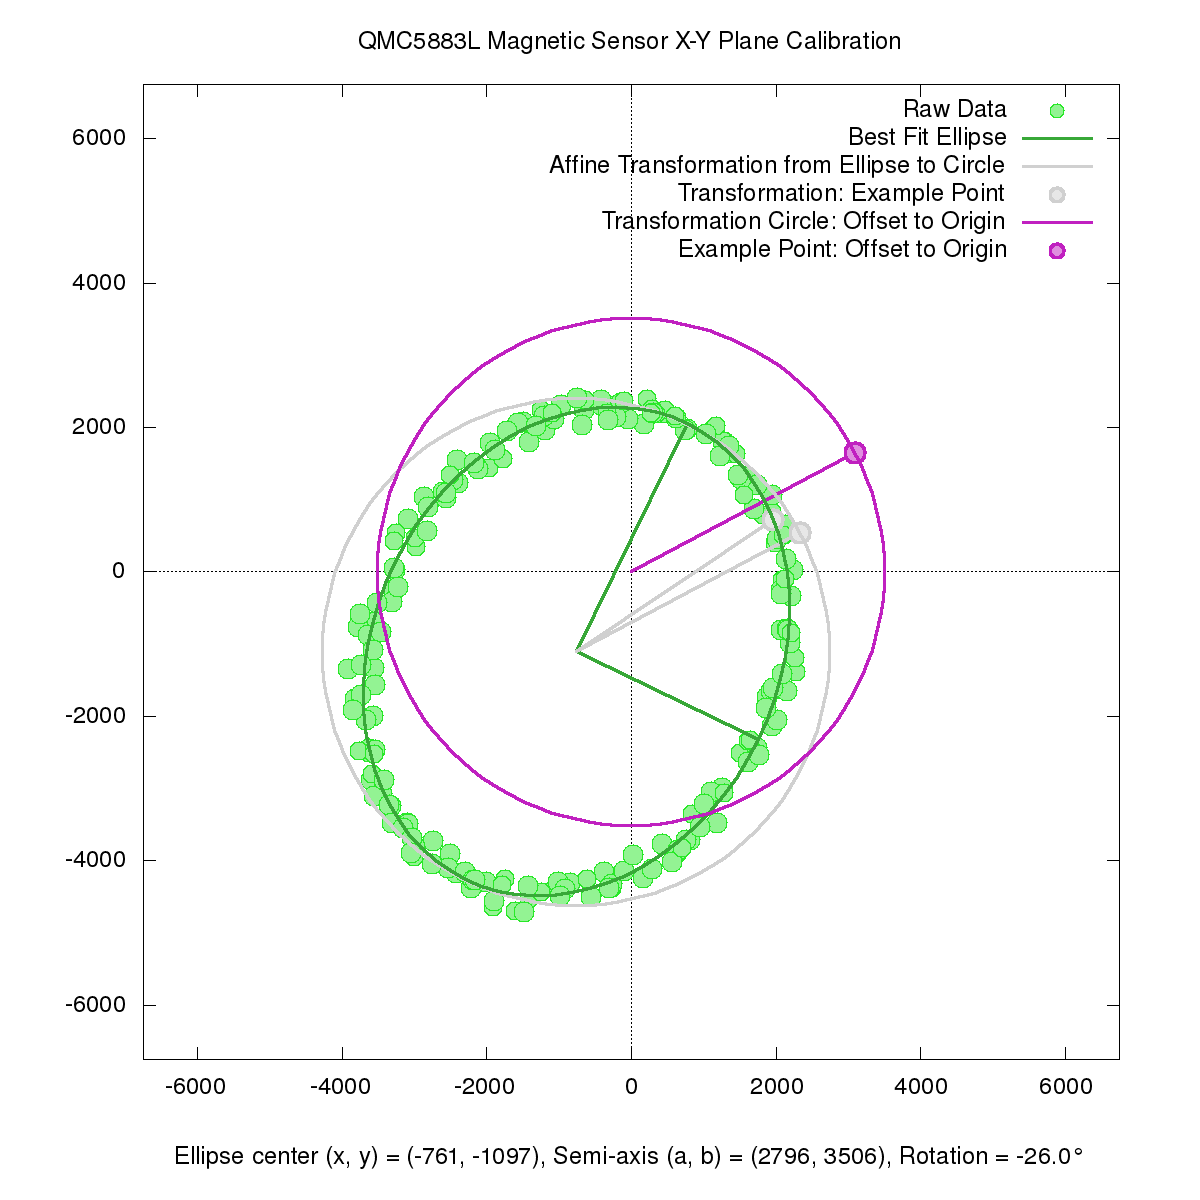 QMC5883L Magnetic Sensor X-Y Plane Calibration
Raw Data
Best Fit Ellipse
Affine Transformation from Ellipse to Circle
Transformation: Example Point
Transformation Circle: Offset to Origin
Example Point: Offset to Origin
6000
4000
2000
0
-2000
-4000
-6000
-6000 -4000 -2000 0 2000 4000 6000
Ellipse center (x, y) = (-761, -1097), Semi-axis (a, b) = (2796, 3506), Rotation = -26.0°